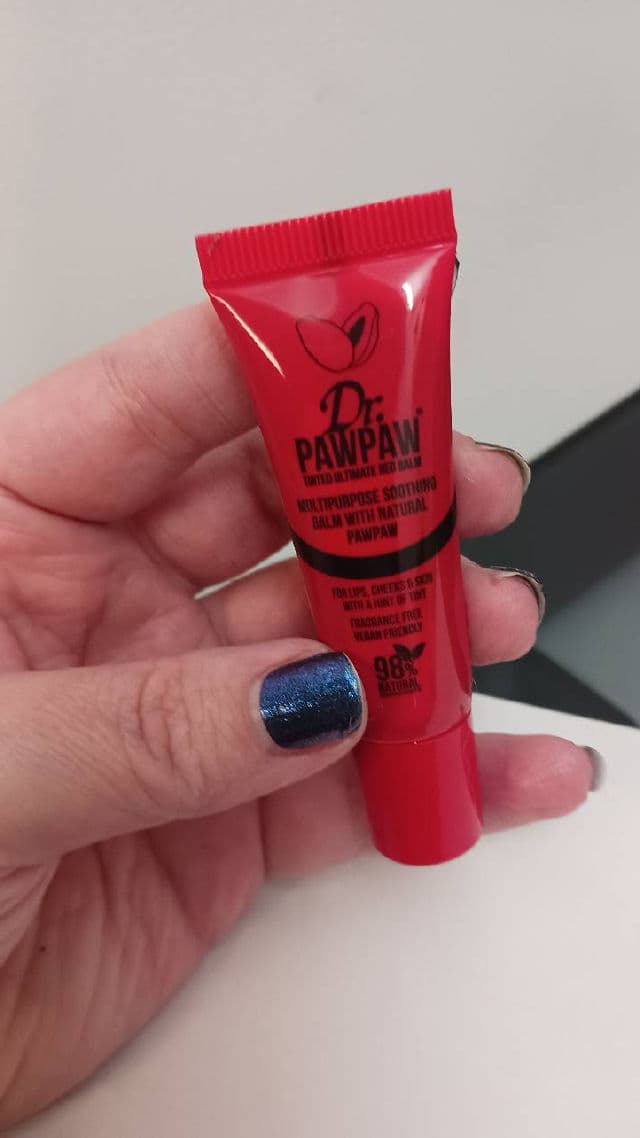 Dr.
PAWPAW™
TINTED ULTIMATE RED BALM
MULTIPURPOSE SOOTHING
BALM WITH NATURAL
PAWPAW
FOR LIPS, CHEEKS & SKIN
WITH A HINT OF TINT
FRAGRANCE FREE
VEGAN FRIENDLY
98%
NATURAL